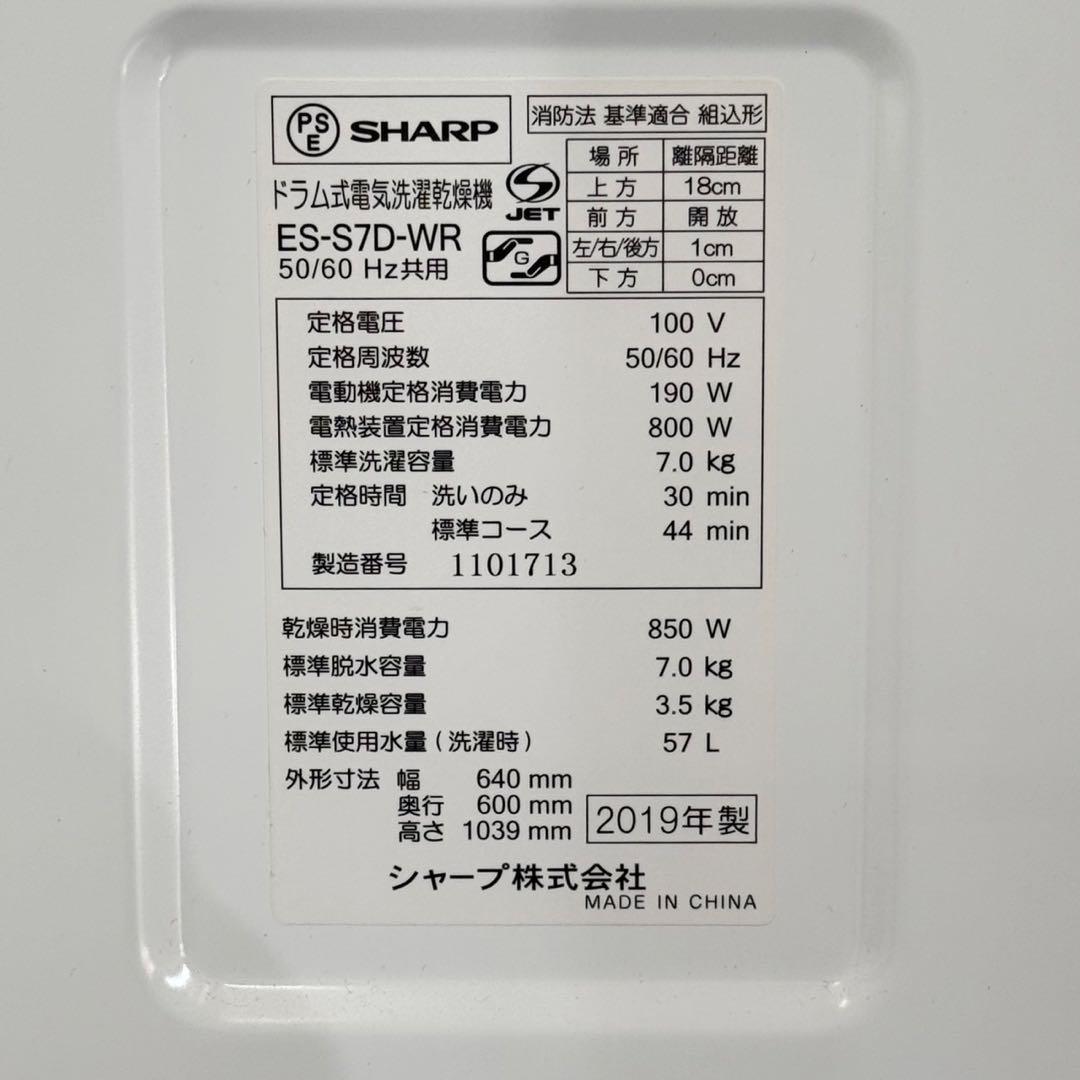 PSE SHARP
ドラム式電気洗濯乾燥機
ES-S7D-WR
50/60 Hz共用
S JET
G
消防法 基準適合 組込形
場所 離隔距離
上方 18cm
前方 開放
左/右/後方 1cm
下方 0cm
定格電圧 100 V
定格周波数 50/60 Hz
電動機定格消費電力 190 W
電熱装置定格消費電力 800 W
標準洗濯容量 7.0 kg
定格時間 洗いのみ 30 min
標準コース 44 min
製造番号 1101713
乾燥時消費電力 850 W
標準脱水容量 7.0 kg
標準乾燥容量 3.5 kg
標準使用水量(洗濯時) 57 L
外形寸法 幅 640 mm
奥行 600 mm
高さ 1039 mm
2019年製
シャープ株式会社
MADE IN CHINA